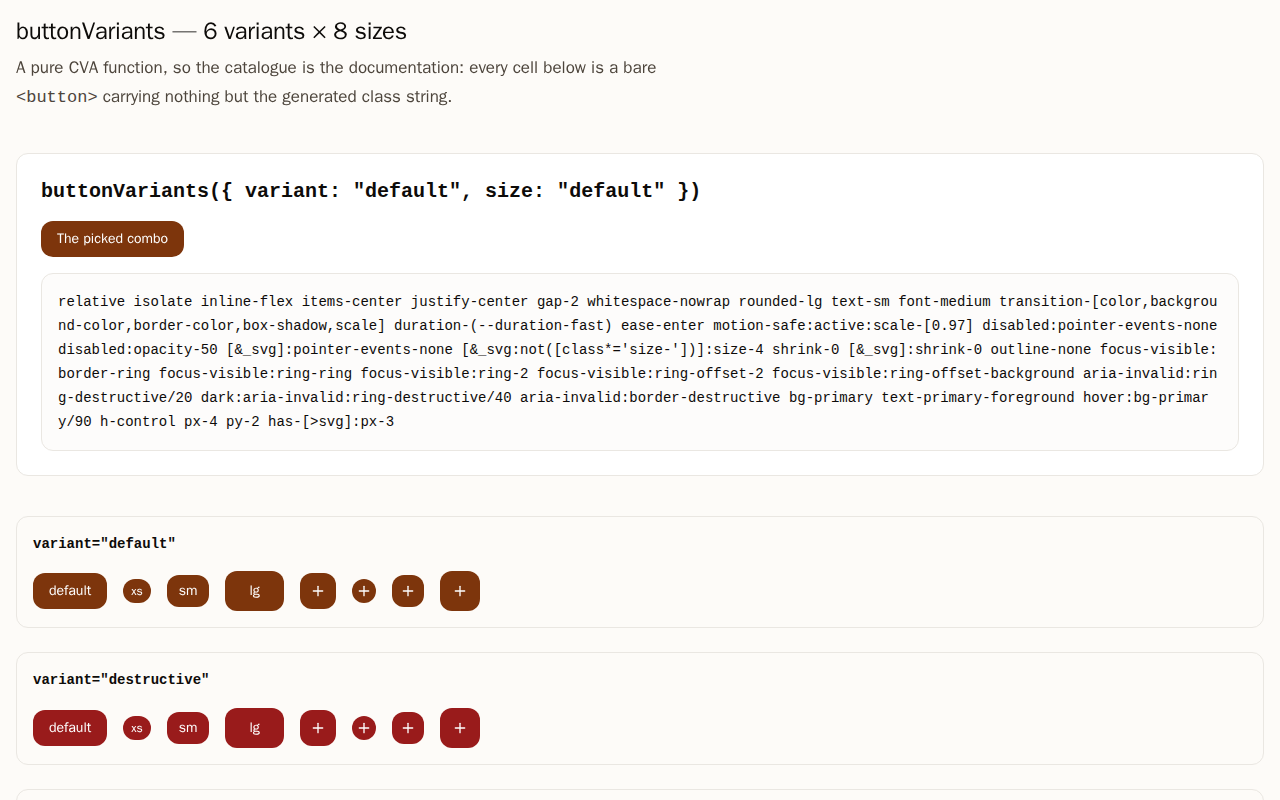 buttonVariants — 6 variants × 8 sizes
A pure CVA function, so the catalogue is the documentation: every cell below is a bare
<button> carrying nothing but the generated class string.
buttonVariants({ variant: "default", size: "default" })
The picked combo
relative isolate inline-flex items-center justify-center gap-2 whitespace-nowrap rounded-lg text-sm font-medium transition-[color,backgrou
nd-color,border-color,box-shadow,scale] duration-(--duration-fast) ease-enter motion-safe:active:scale-[0.97] disabled:pointer-events-none
disabled:opacity-50 [&_svg]:pointer-events-none [&_svg:not([class*='size-'])]:size-4 shrink-0 [&_svg]:shrink-0 outline-none focus-visible:
border-ring focus-visible:ring-ring focus-visible:ring-2 focus-visible:ring-offset-2 focus-visible:ring-offset-background aria-invalid:rin
g-destructive/20 dark:aria-invalid:ring-destructive/40 aria-invalid:border-destructive bg-primary text-primary-foreground hover:bg-primar
y/90 h-control px-4 py-2 has-[>svg]:px-3
variant="default"
default xs sm lg + + + +
variant="destructive"
default xs sm lg + + + +